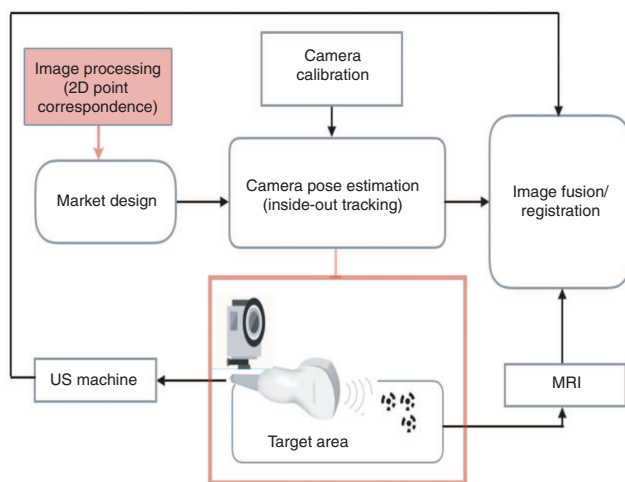 Image processing
(2D point
correspondence)
Camera
calibration
Market design
Camera pose estimation
(inside-out tracking)
Image fusion/
registration
US machine
Target area
MRI